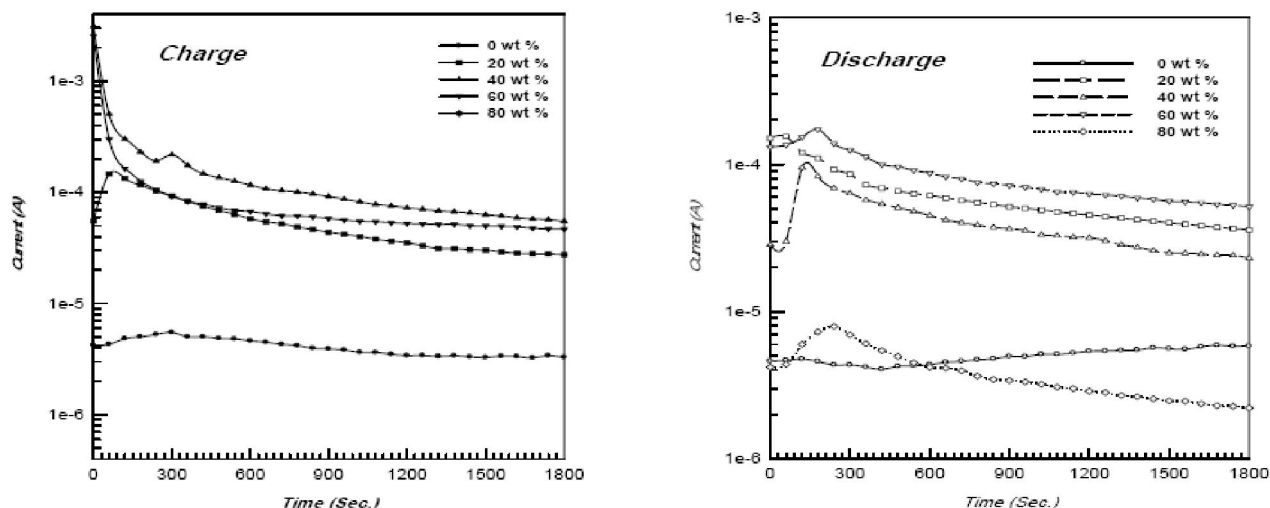 Charge
0 wt %
20 wt %
40 wt %
60 wt %
80 wt %
1e-3
1e-4
1e-5
1e-6
Current (A)
0 300 600 900 1200 1500 1800
Time (Sec.)
1e-3
Discharge
0 wt %
20 wt %
40 wt %
60 wt %
80 wt %
1e-4
1e-5
1e-6
Current (A)
0 300 600 900 1200 1500 1800
Time (Sec.)